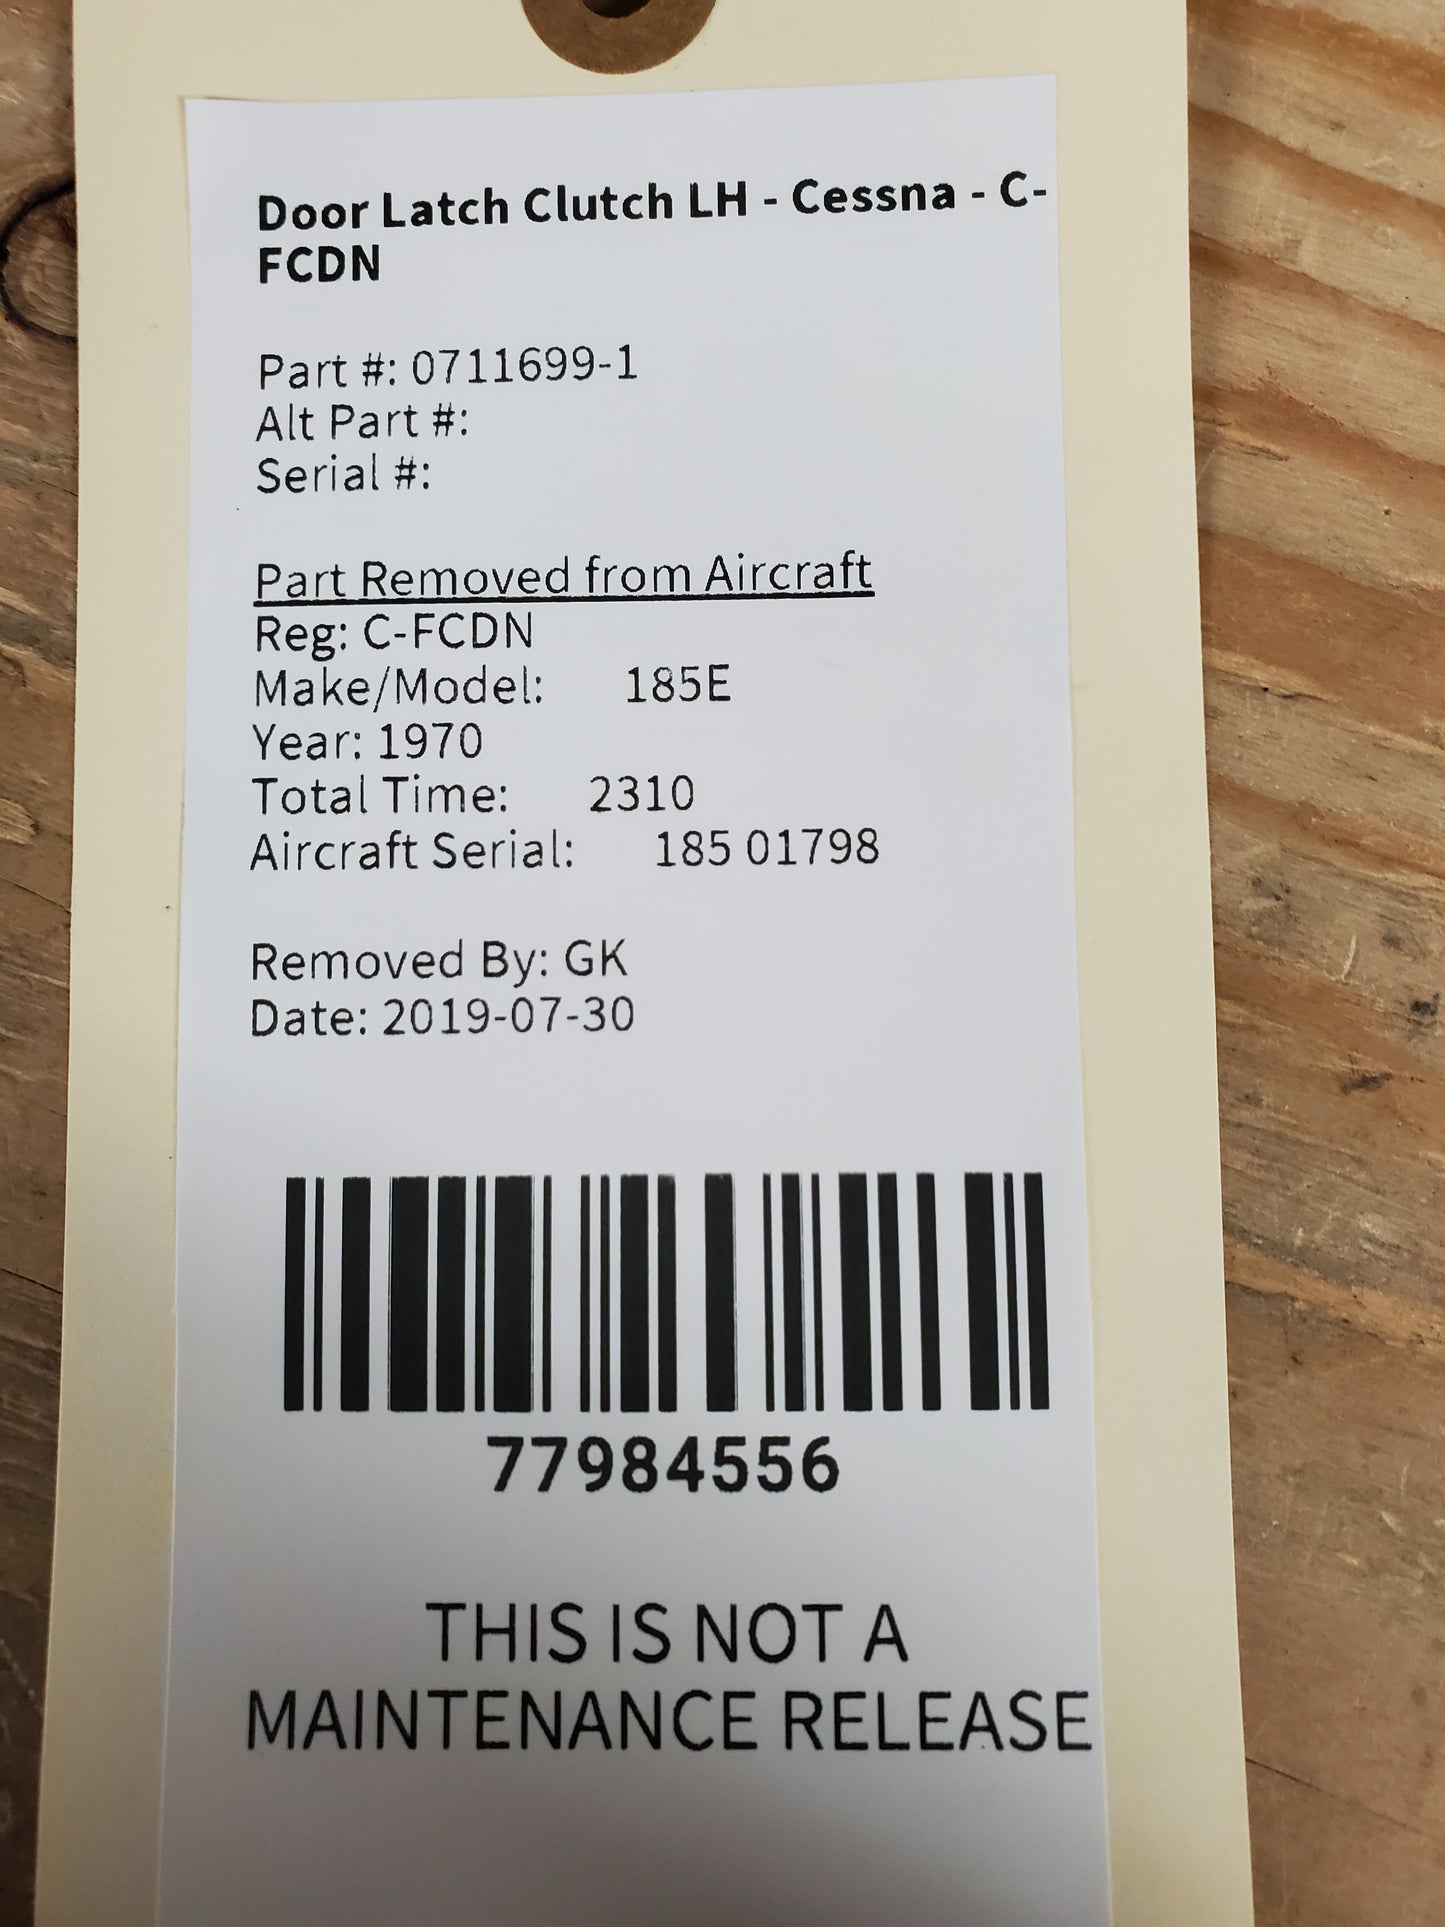 Door Latch Clutch LH - Cessna - C-
FCDN
Part #: 0711699-1
Alt Part #:
Serial #:
Part Removed from Aircraft
Reg: C-FCDN
Make/Model: 185E
Year: 1970
Total Time: 2310
Aircraft Serial: 185 01798
Removed By: GK
Date: 2019-07-30
77984556
THIS IS NOT A
MAINTENANCE RELEASE